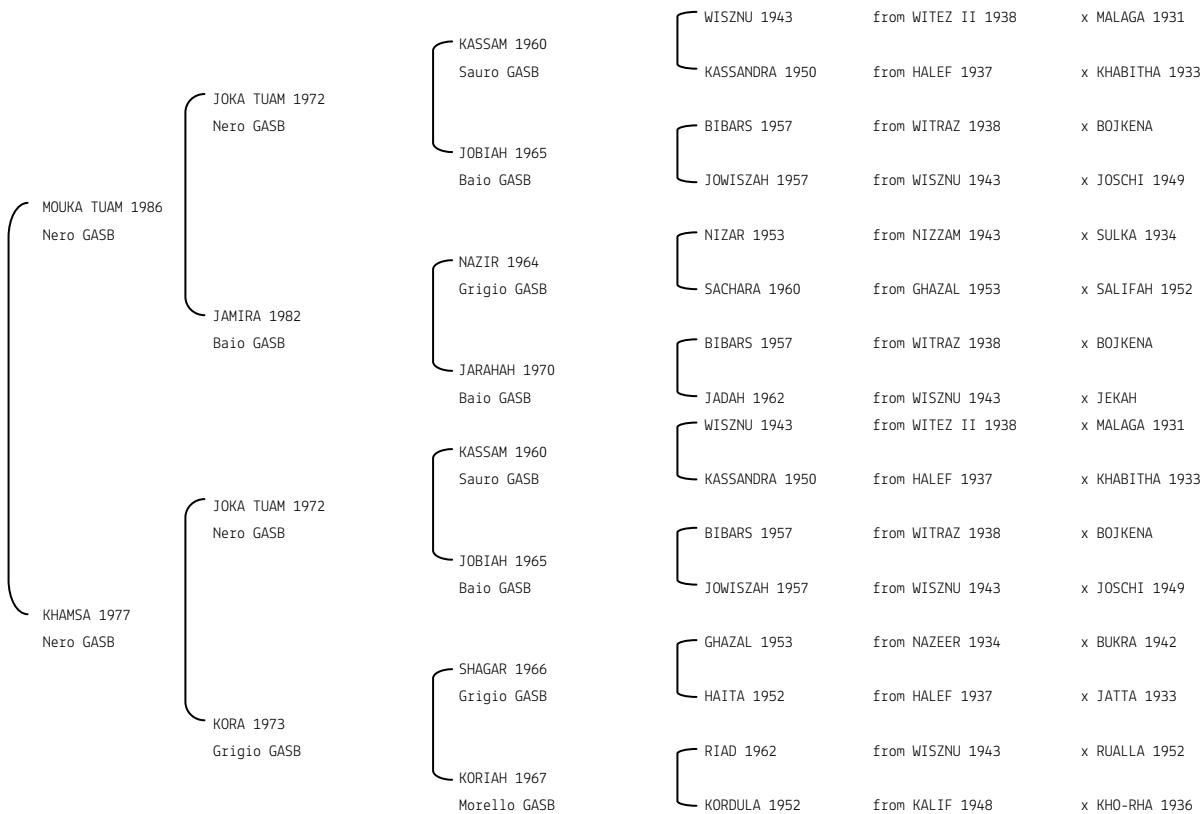 WISZNU 1943 from WITEZ II 1938 x MALAGA 1931
KASSAM 1960
Sauro GASB
KASSANDRA 1950 from HALEF 1937 x KHABITHA 1933
JOKA TUAM 1972
Nero GASB
BIBARS 1957 from WITRAZ 1938 x BOJKENA
JOBIAH 1965
Baio GASB
JOWISZAH 1957 from WISZNU 1943 x JOSCHI 1949
MOUKA TUAM 1986
Nero GASB
NIZAR 1953 from NIZZAM 1943 x SULKA 1934
NAZIR 1964
Grigio GASB
SACHARA 1960 from GHAZAL 1953 x SALIFAH 1952
JAMIRA 1982
Baio GASB
BIBARS 1957 from WITRAZ 1938 x BOJKENA
JARAHAH 1970
Baio GASB
JADAH 1962 from WISZNU 1943 x JEKAH
WISZNU 1943 from WITEZ II 1938 x MALAGA 1931
KASSAM 1960
Sauro GASB
KASSANDRA 1950 from HALEF 1937 x KHABITHA 1933
JOKA TUAM 1972
Nero GASB
BIBARS 1957 from WITRAZ 1938 x BOJKENA
JOBIAH 1965
Baio GASB
JOWISZAH 1957 from WISZNU 1943 x JOSCHI 1949
KHAMSA 1977
Nero GASB
GHAZAL 1953 from NAZEER 1934 x BUKRA 1942
SHAGAR 1966
Grigio GASB
HAITA 1952 from HALEF 1937 x JATTA 1933
KORA 1973
Grigio GASB
RIAD 1962 from WISZNU 1943 x RUALLA 1952
KORIAH 1967
Morello GASB
KORDULA 1952 from KALIF 1948 x KHO-RHA 1936